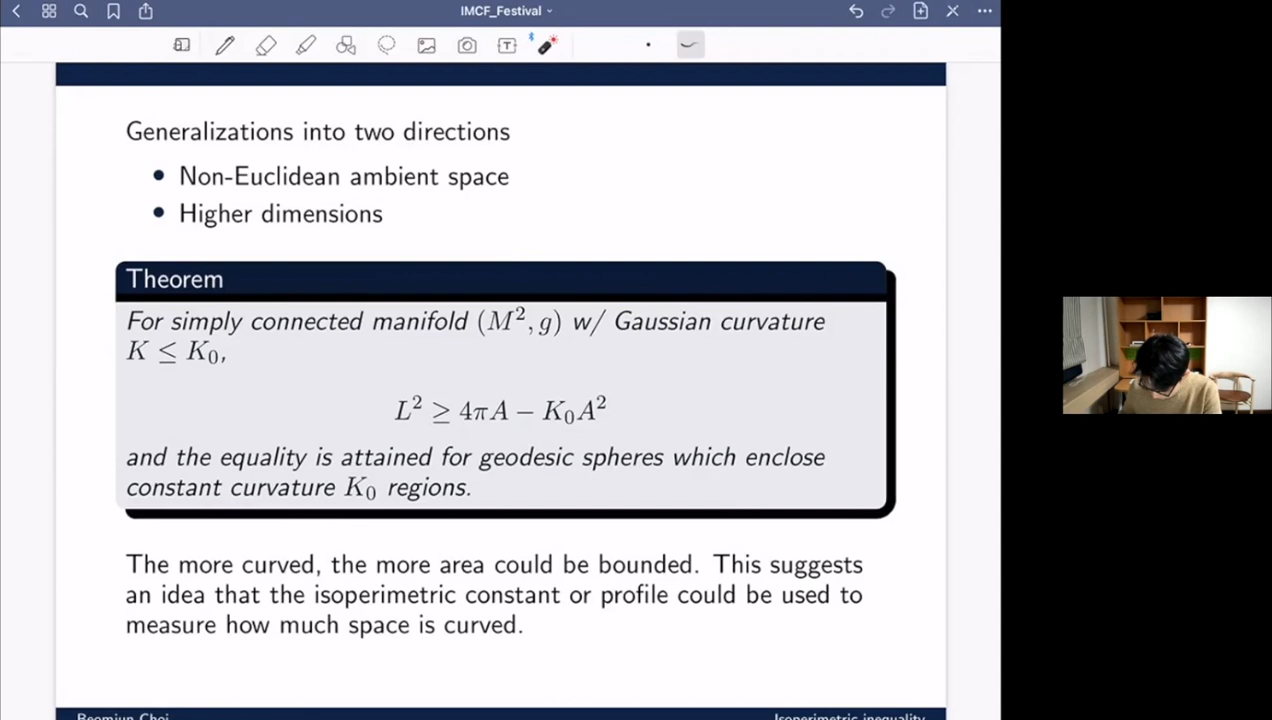 IMCF_Festival
Generalizations into two directions
• Non-Euclidean ambient space
• Higher dimensions
Theorem
For simply connected manifold (M², g) w/ Gaussian curvature
K ≤ K₀,
L² ≥ 4πA − K₀A²
and the equality is attained for geodesic spheres which enclose
constant curvature K₀ regions.
The more curved, the more area could be bounded. This suggests
an idea that the isoperimetric constant or profile could be used to
measure how much space is curved.
Beomjun Choi
Isoperimetric inequality